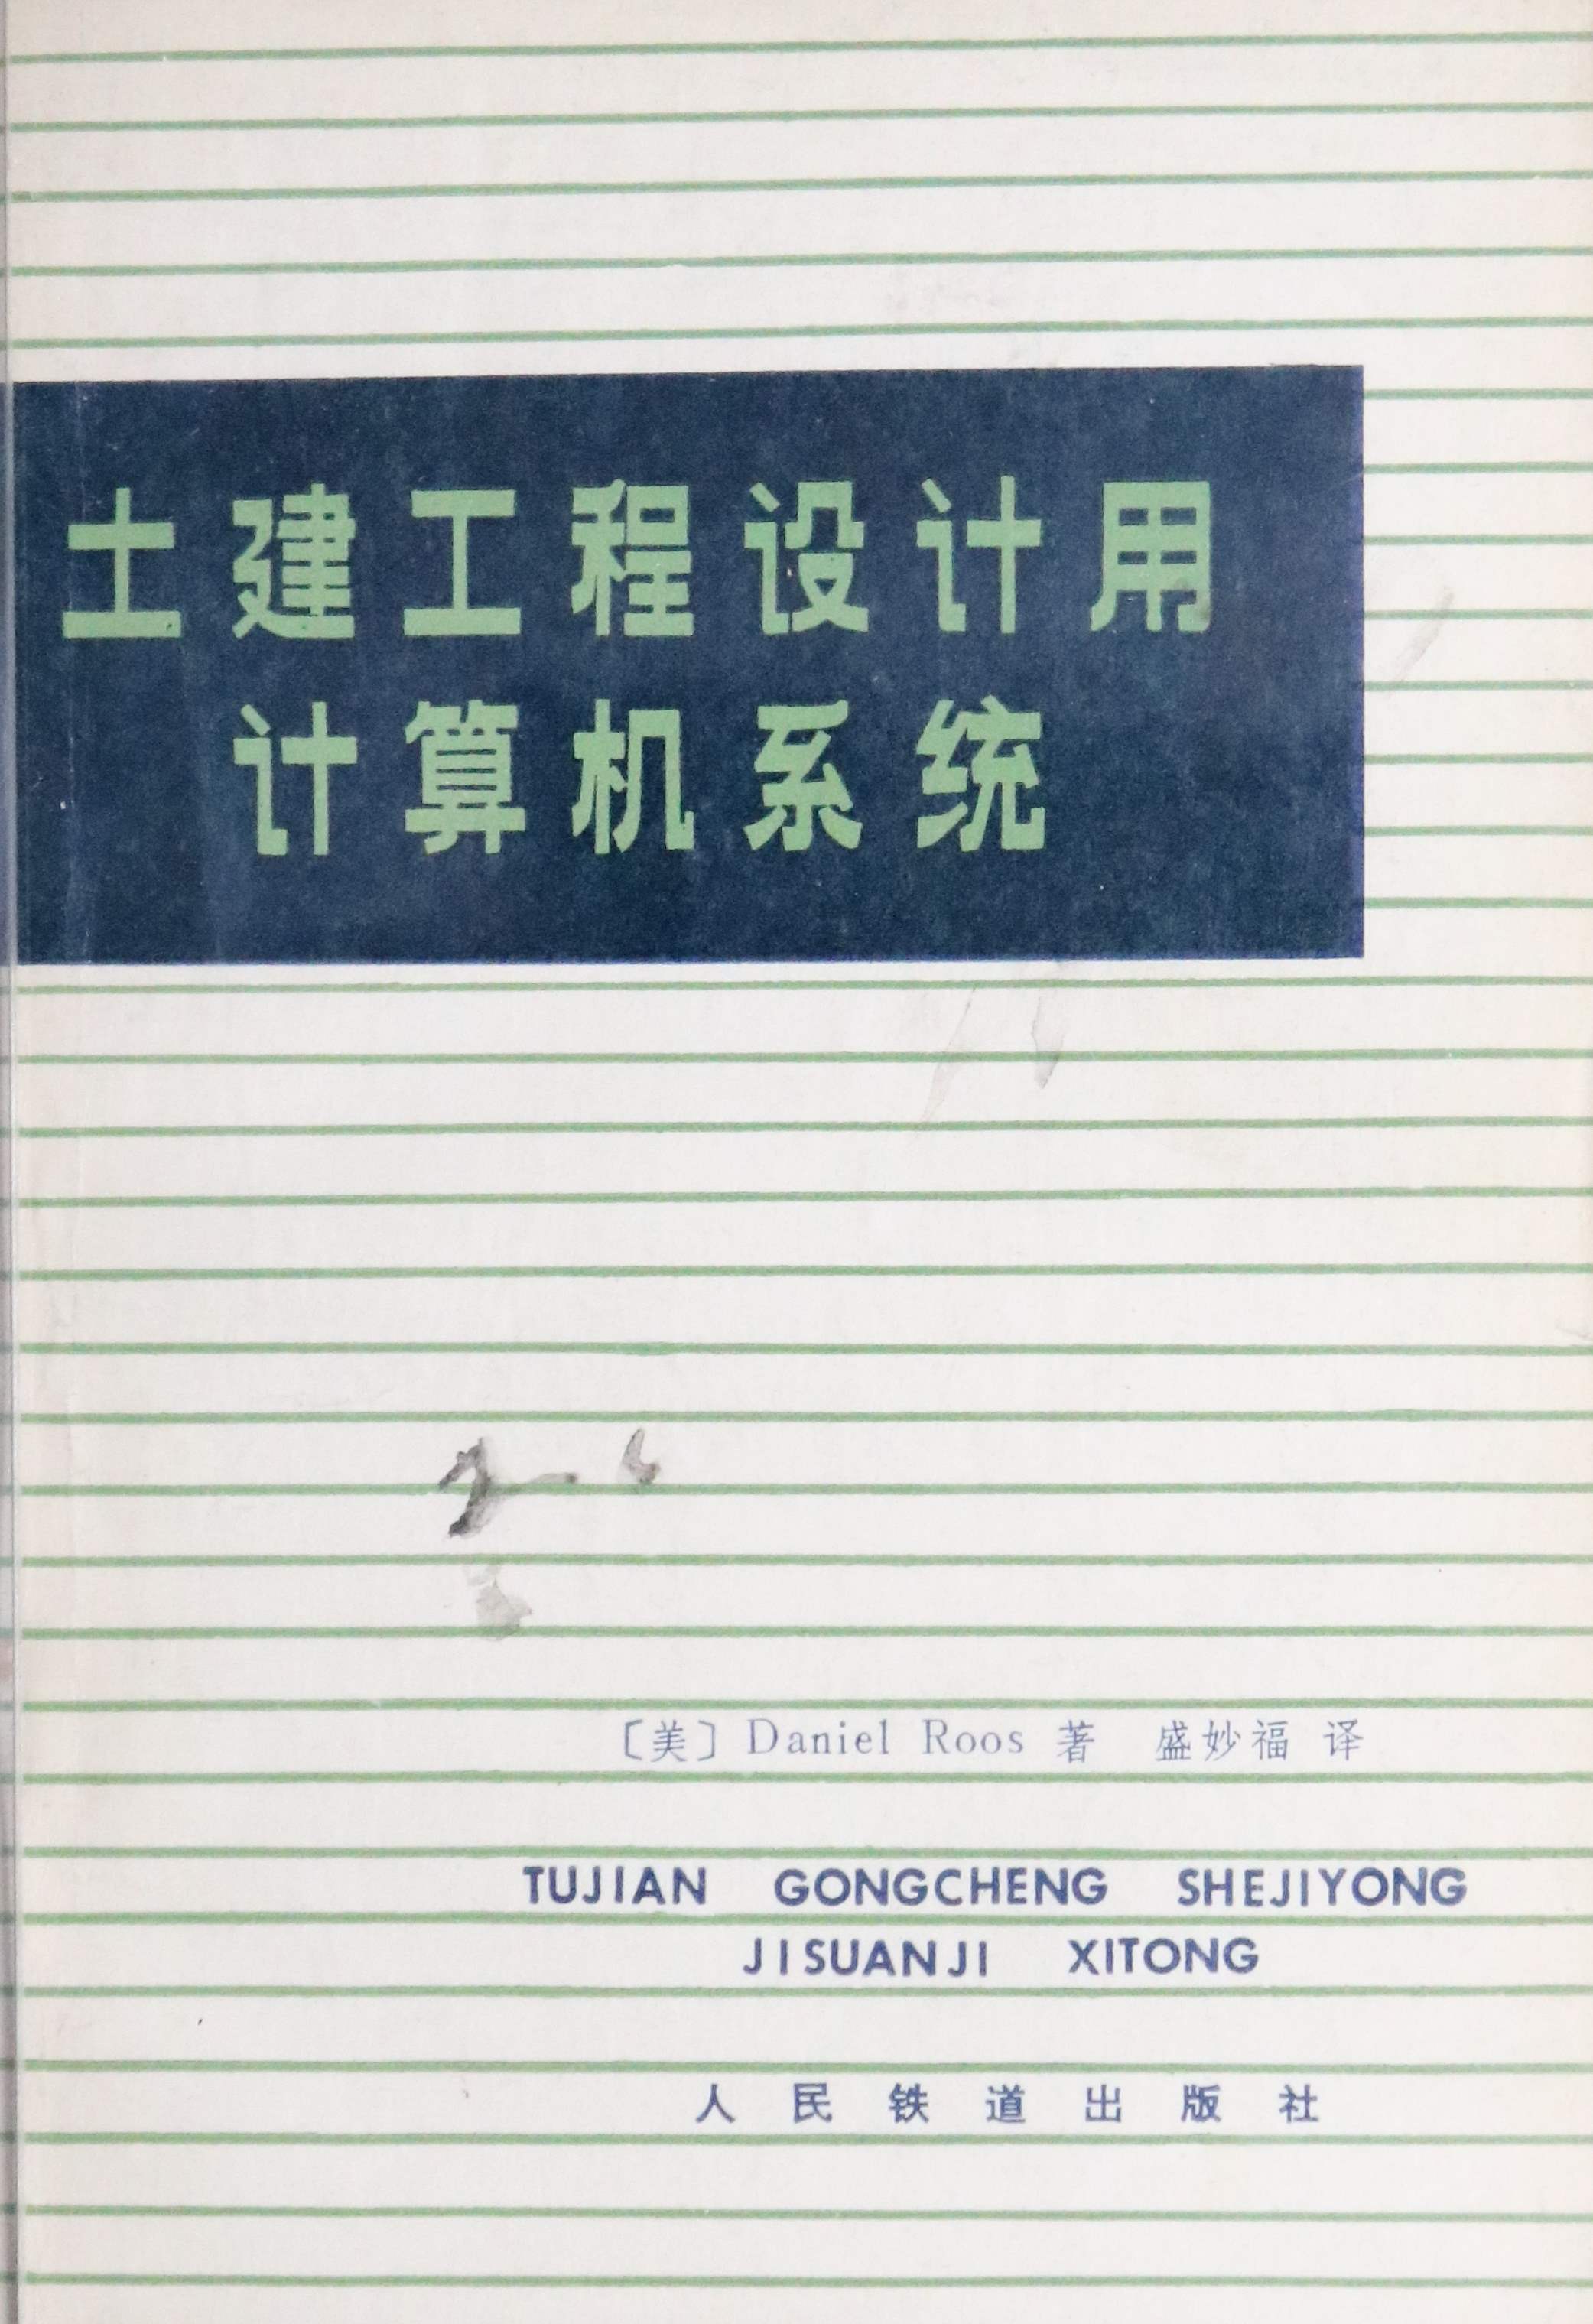 土建工程设计用
计算机系统
〔美〕Daniel Roos 著 盛妙福 译
TUJIAN GONGCHENG SHEJIYONG
JISUANJI XITONG
人民铁道出版社